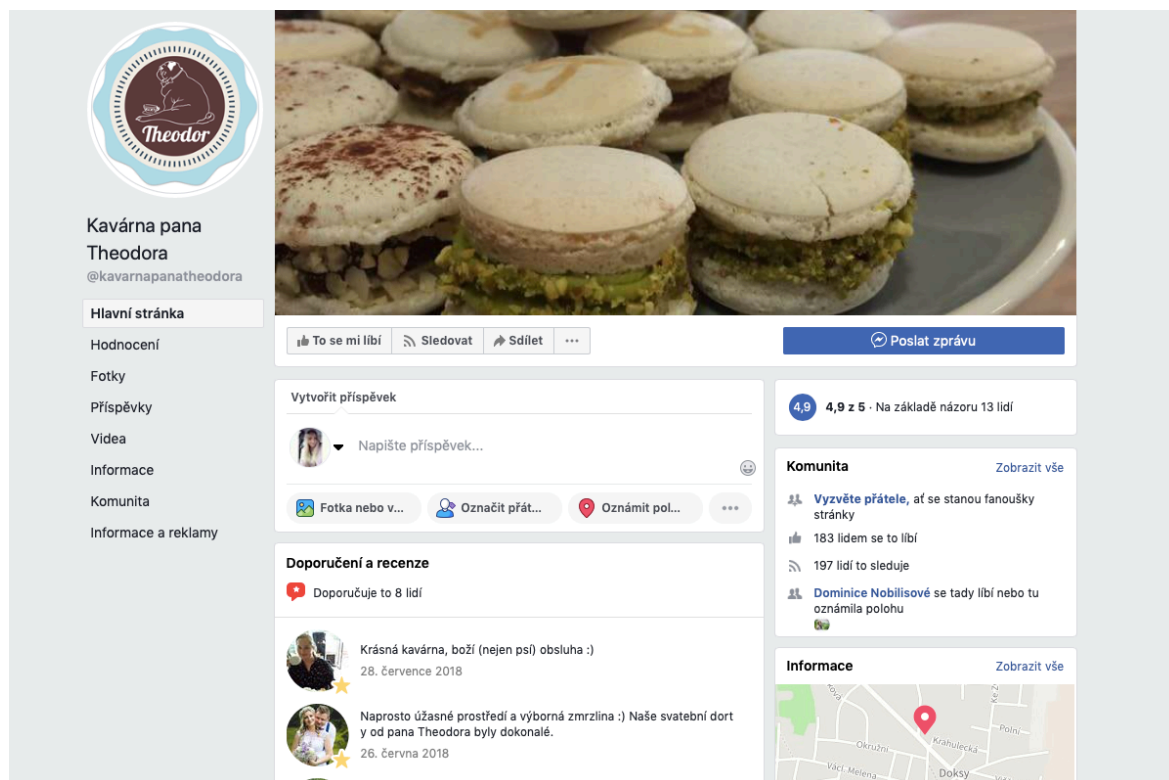 Theodor
Kavárna pana
Theodora
@kavarnapanatheodora
Hlavní stránka
Hodnocení
Fotky
Příspěvky
Videa
Informace
Komunita
Informace a reklamy
To se mi líbí
Sledovat
Sdílet
Poslat zprávu
Vytvořit příspěvek
Napište příspěvek...
Fotka nebo v...
Označit přát...
Oznámit pol...
Doporučení a recenze
Doporučuje to 8 lidí
Krásná kavárna, boží (nejen psí) obsluha :)
28. července 2018
Naprosto úžasné prostředí a výborná zmrzlina :) Naše svatební dort
y od pana Theodora byly dokonalé.
26. června 2018
4,9
4,9 z 5 · Na základě názoru 13 lidí
Komunita
Zobrazit vše
Vyzvěte přátele, ať se stanou fanoušky
stránky
183 lidem se to líbí
197 lidí to sleduje
Dominice Nobilisové se tady líbí nebo tu
oznámila polohu
Informace
Zobrazit vše
Polní
Okružní
Krahulecká
Václ. Melena
Doksy